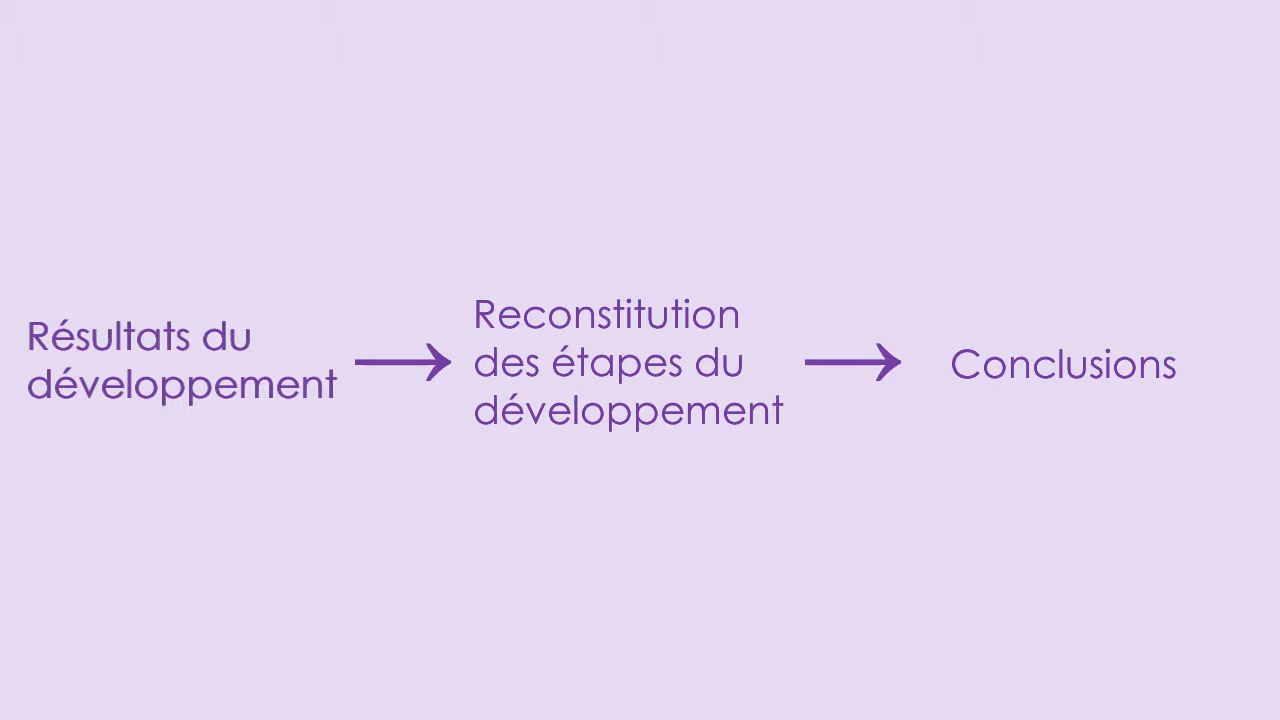 Résultats du
développement
Reconstitution
des étapes du
développement
Conclusions